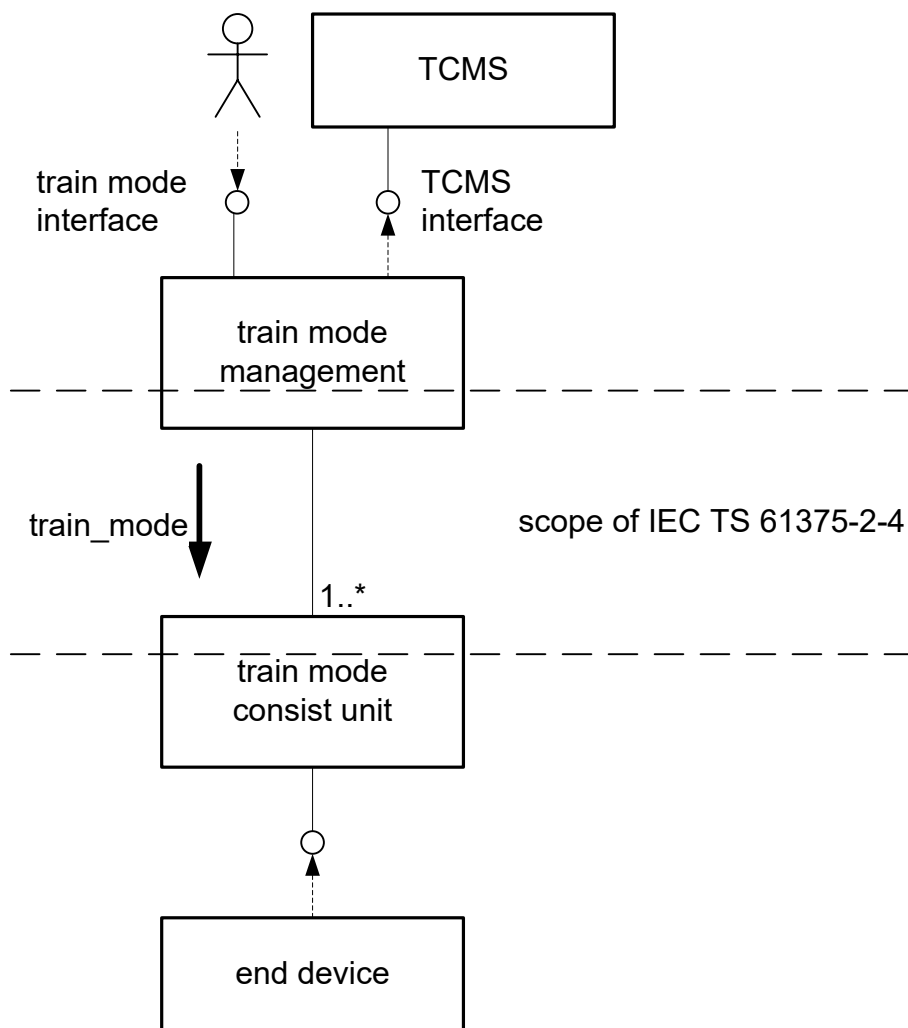 TCMS
train mode
interface
TCMS
interface
train mode
management
train_mode
scope of IEC TS 61375-2-4
1..*
train mode
consist unit
end device